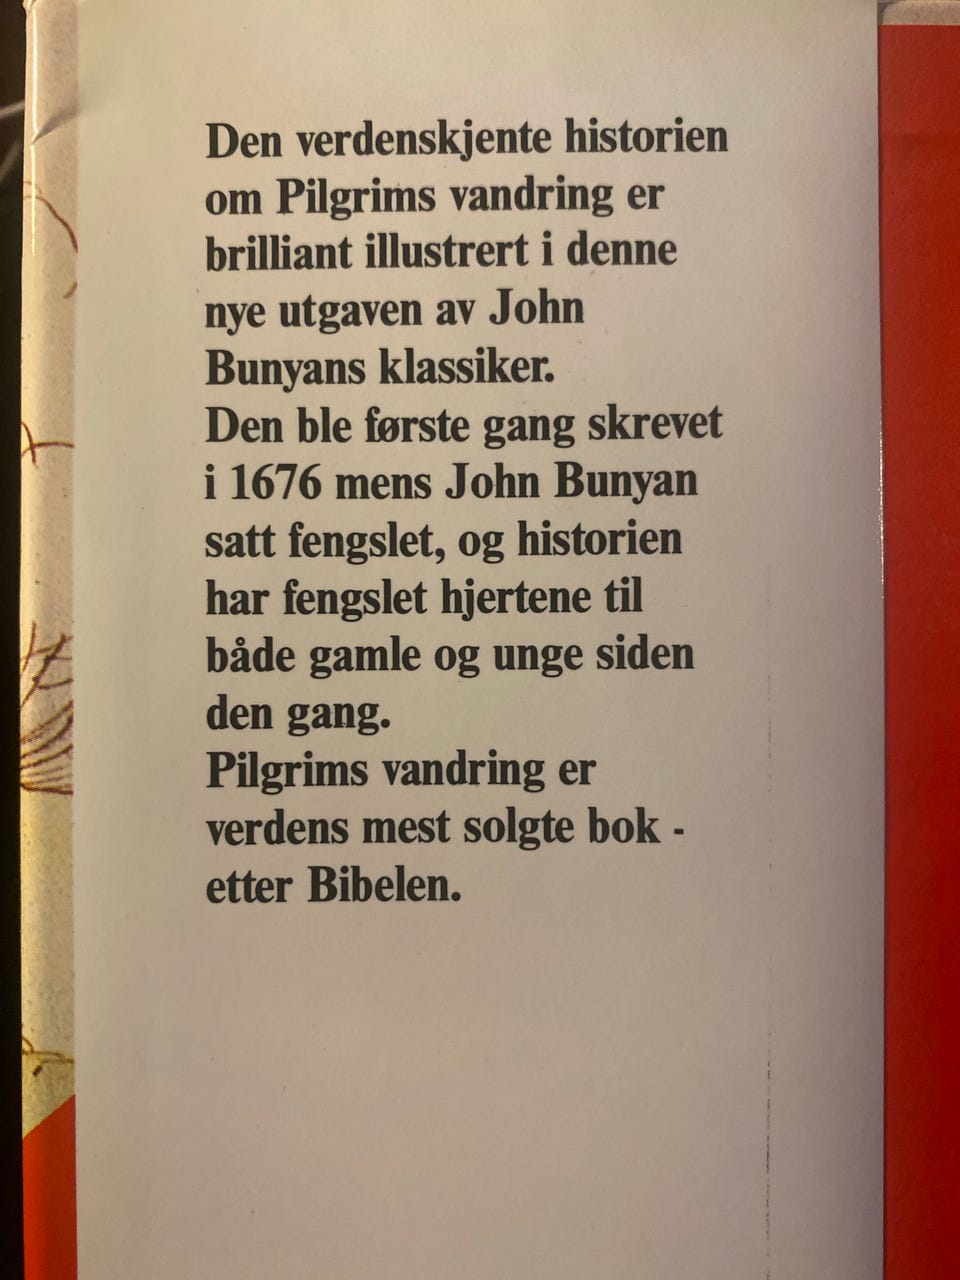 Den verdenskjente historien
om Pilgrims vandring er
brilliant illustrert i denne
nye utgaven av John
Bunyans klassiker.
Den ble første gang skrevet
i 1676 mens John Bunyan
satt fengslet, og historien
har fengslet hjertene til
både gamle og unge siden
den gang.
Pilgrims vandring er
verdens mest solgte bok -
etter Bibelen.